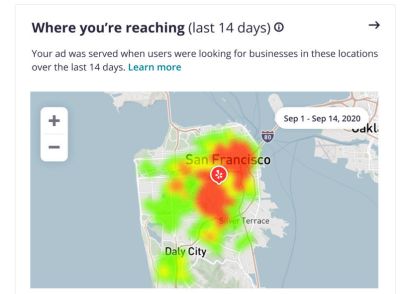 Where you're reaching (last 14 days)
Your ad was served when users were looking for businesses in these locations
over the last 14 days. Learn more
Sep 1 - Sep 14, 2020
80
San Francisco
Silver Terrace
Daly City